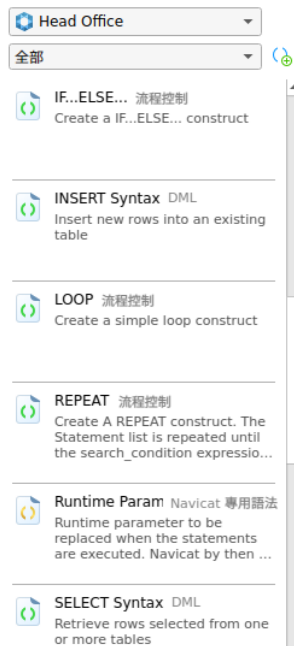 Head Office
全部
IF...ELSE... 流程控制
Create a IF...ELSE... construct
INSERT Syntax DML
Insert new rows into an existing
table
LOOP 流程控制
Create a simple loop construct
REPEAT 流程控制
Create A REPEAT construct. The
Statement list is repeated until
the search_condition expressio...
Runtime Param Navicat 專用語法
Runtime parameter to be
replaced when the statements
are executed. Navicat by then ...
SELECT Syntax DML
Retrieve rows selected from one
or more tables